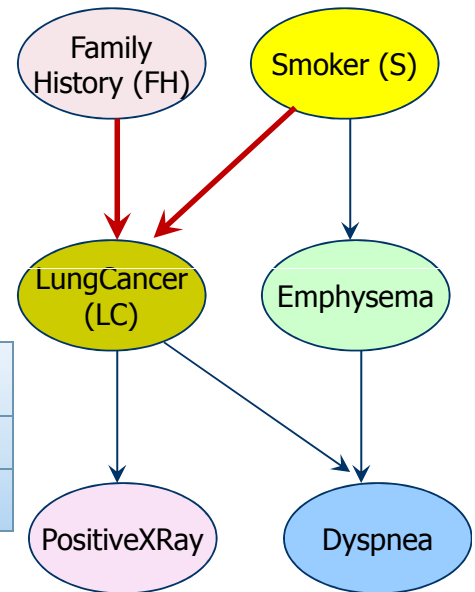 Family
History (FH)
Smoker (S)
LungCancer
(LC)
Emphysema
PositiveXRay
Dyspnea